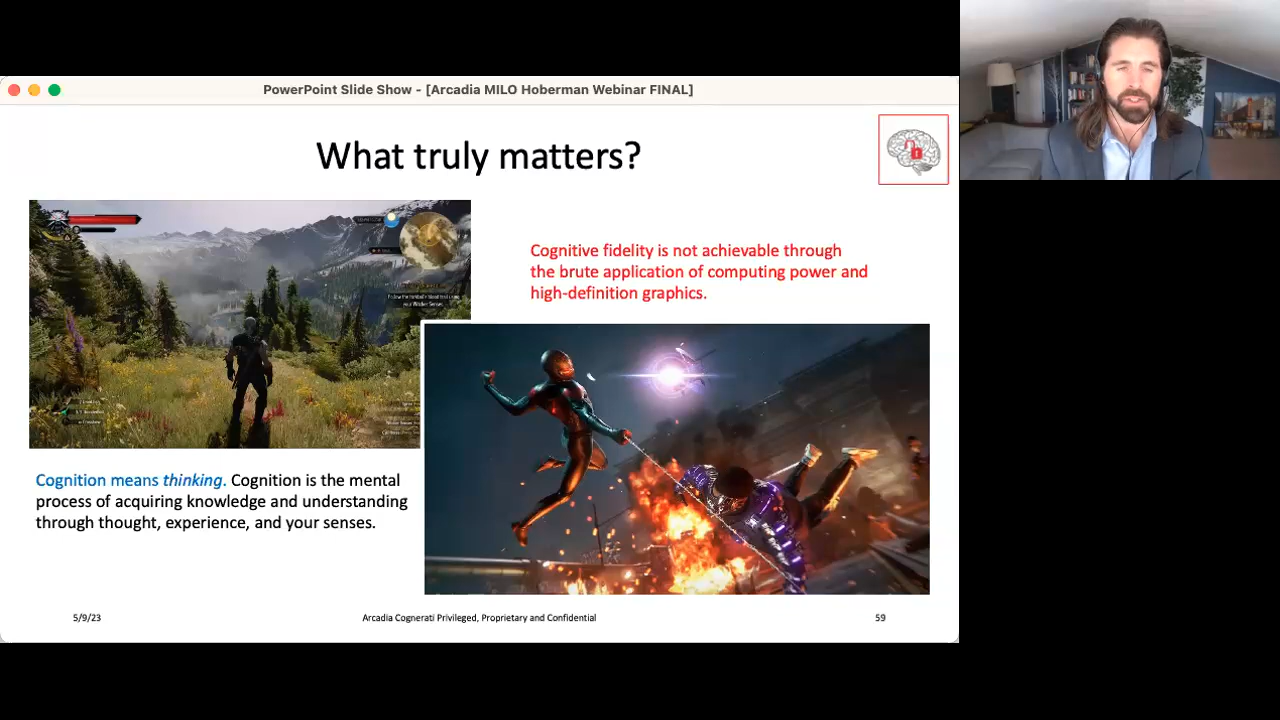 PowerPoint Slide Show - [Arcadia MILO Hoberman Webinar FINAL]
What truly matters?
Cognitive fidelity is not achievable through
the brute application of computing power and
high-definition graphics.
Cognition means thinking. Cognition is the mental
process of acquiring knowledge and understanding
through thought, experience, and your senses.
5/9/23
Arcadia Cognerati Privileged, Proprietary and Confidential
59